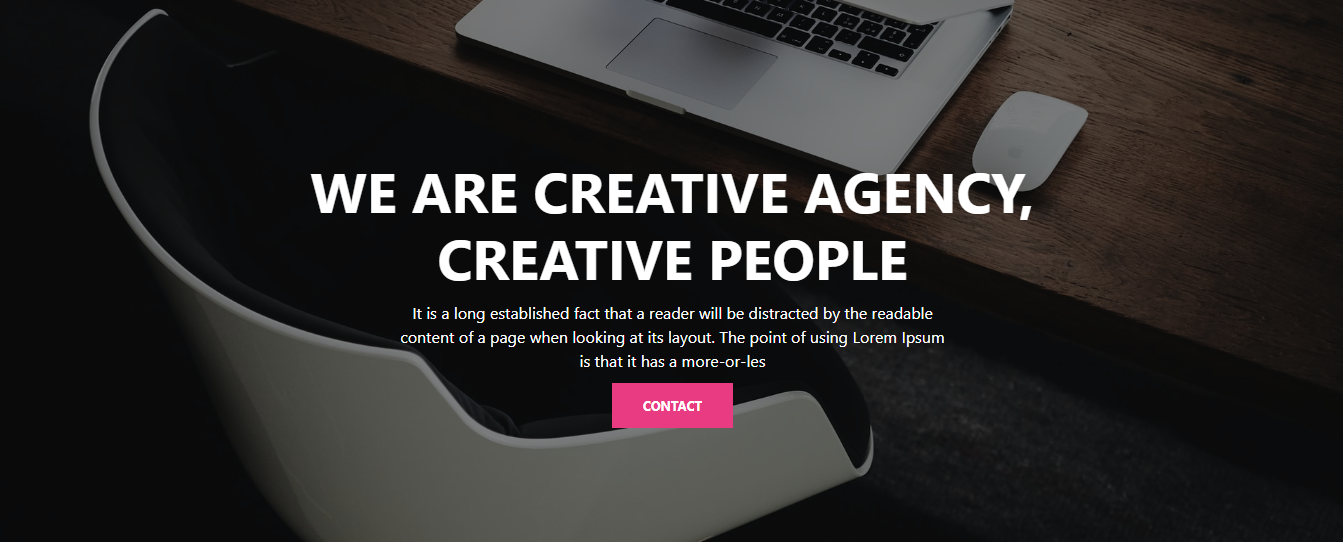 WE ARE CREATIVE AGENCY,
CREATIVE PEOPLE
It is a long established fact that a reader will be distracted by the readable
content of a page when looking at its layout. The point of using Lorem Ipsum
is that it has a more-or-les
CONTACT